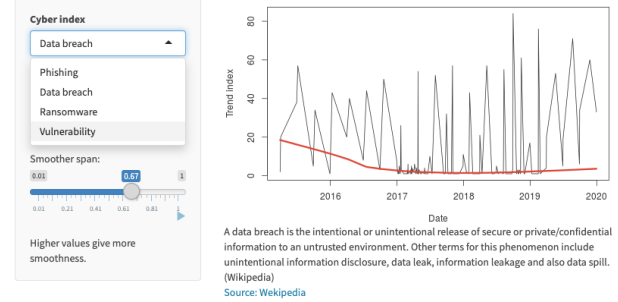 Cyber index
Data breach
Phishing
Data breach
Ransomware
Vulnerability
Smoother span:
0.01 0.67 1
0.01 0.21 0.41 0.61 0.81 1
Higher values give more
smoothness.
Trend index
80
60
40
20
0
2016 2017 2018 2019 2020
Date
A data breach is the intentional or unintentional release of secure or private/confidential
information to an untrusted environment. Other terms for this phenomenon include
unintentional information disclosure, data leak, information leakage and also data spill.
(Wikipedia)
Source: Wekipedia